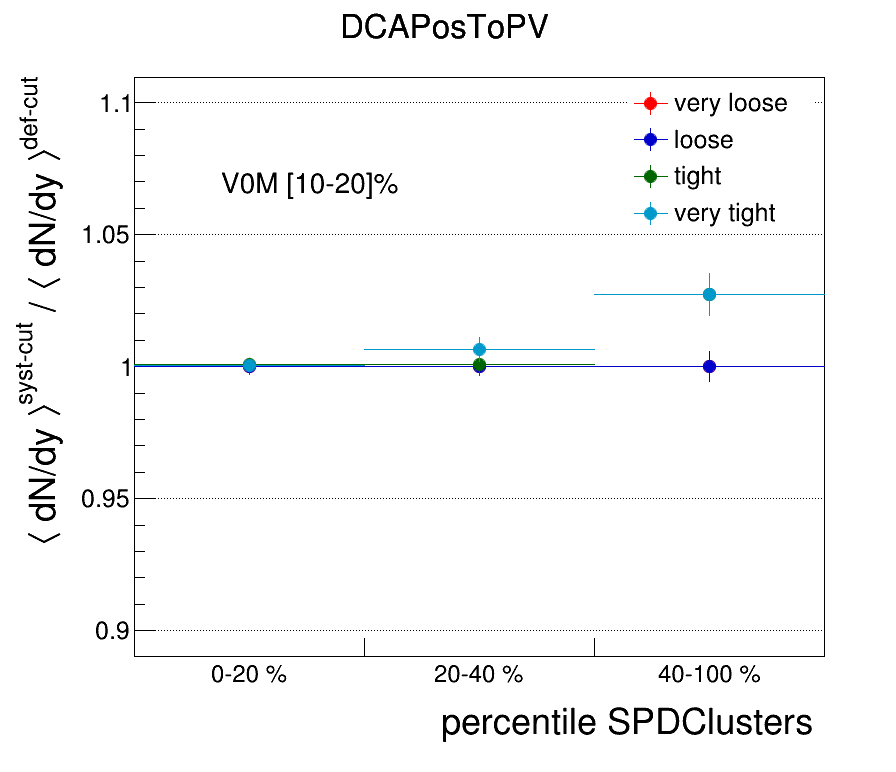 DCAPosToPV
⟨ dN/dy ⟩^syst-cut / ⟨ dN/dy ⟩^def-cut
1.1
1.05
1
0.95
0.9
V0M [10-20]%
very loose
loose
tight
very tight
0-20 % 20-40 % 40-100 %
percentile SPDClusters